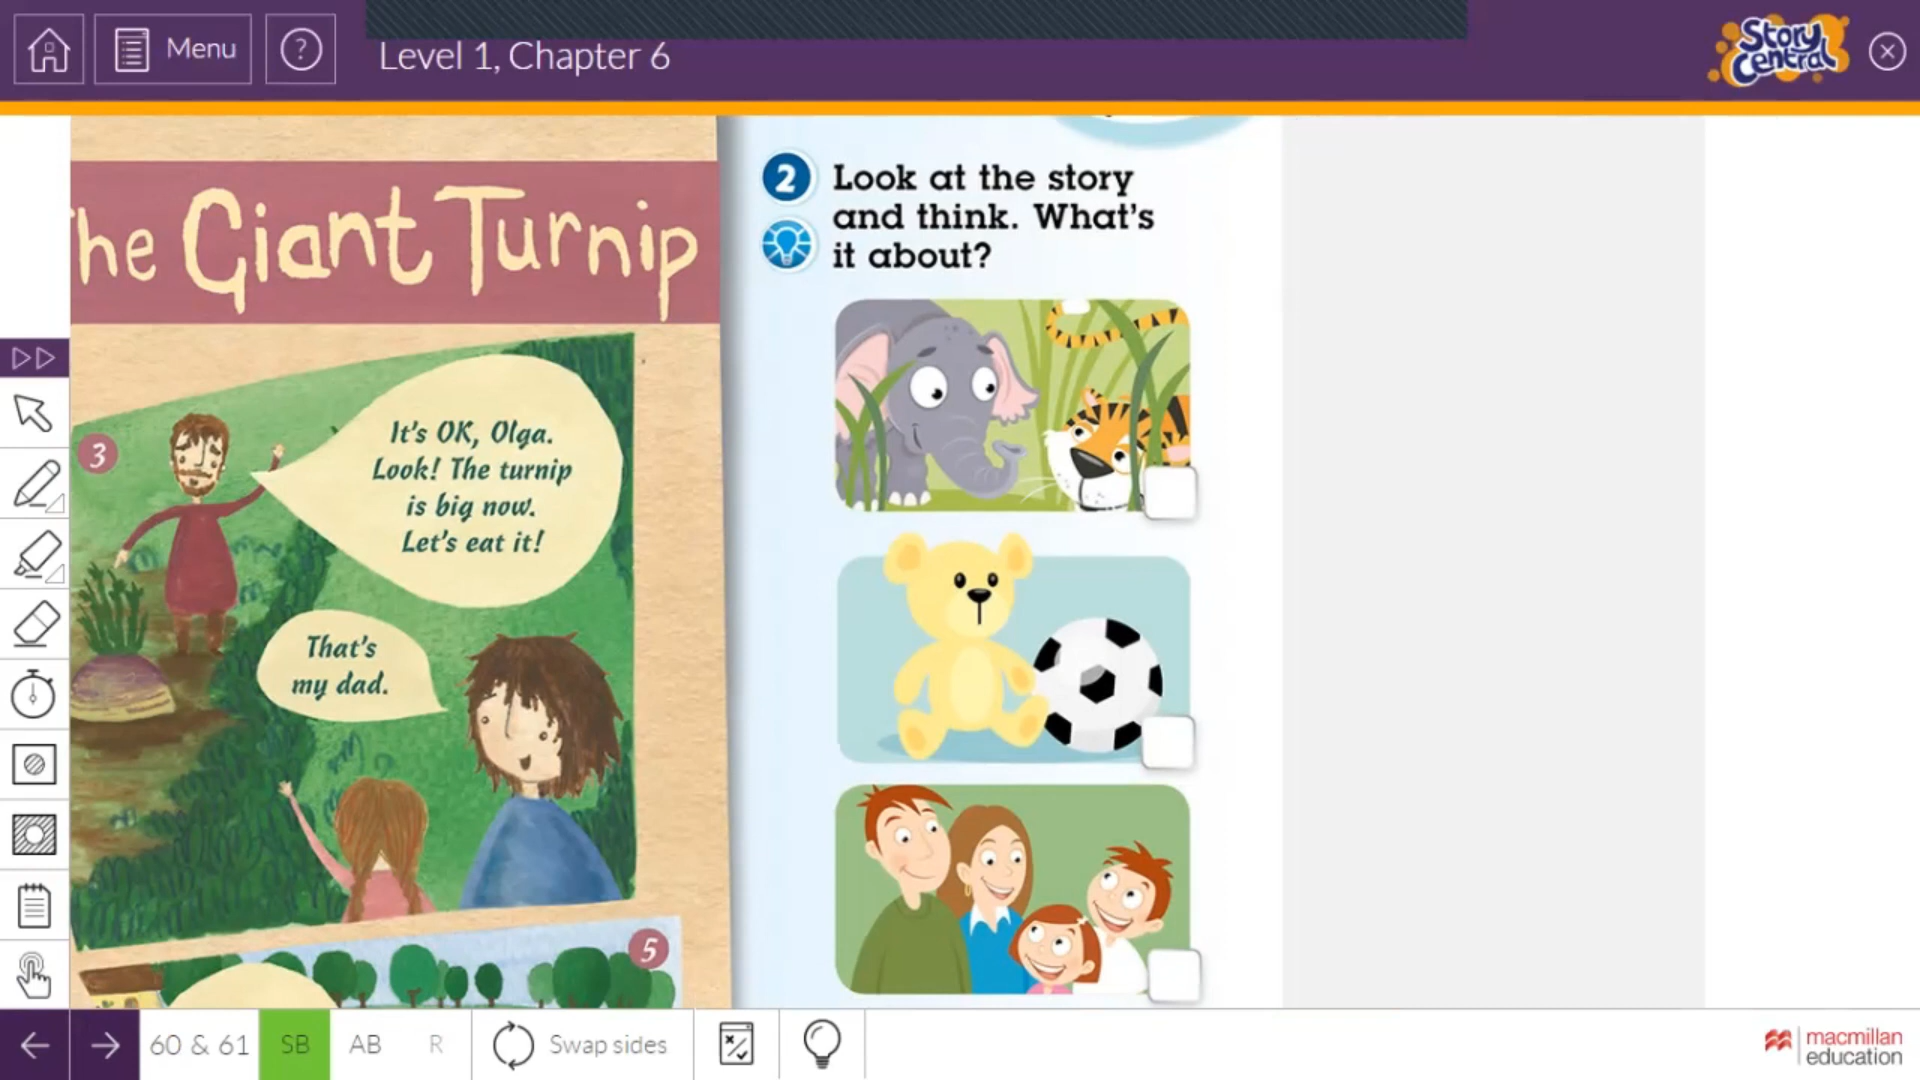 Menu
?
Level 1, Chapter 6
Story
Central
he Giant Turnip
3
It's OK, Olga.
Look! The turnip
is big now.
Let's eat it!
That's
my dad.
5
2 Look at the story
and think. What's
it about?
60 & 61
SB
AB
R
Swap sides
macmillan
education